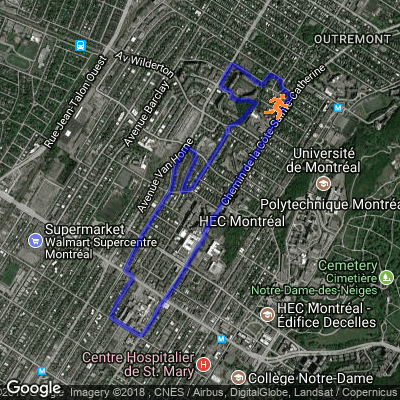 OUTREMONT
Av Wilderton
Rue Jean-Talon Ouest
Avenue Barclay
Avenue Van Horne
Chemin de la Côte-Sainte-Catherine
Université
de Montréal
Polytechnique Montréa
HEC Montréal
Supermarket
Walmart Supercentre
Montréal
Cemetery
Cimetière
Notre-Dame-des-Neiges
HEC Montréal -
Édifice Decelles
Centre Hospitalier
de St. Mary
Collège Notre-Dame
Google
Imagery ©2018 , CNES / Airbus, DigitalGlobe, Landsat / Copernicus